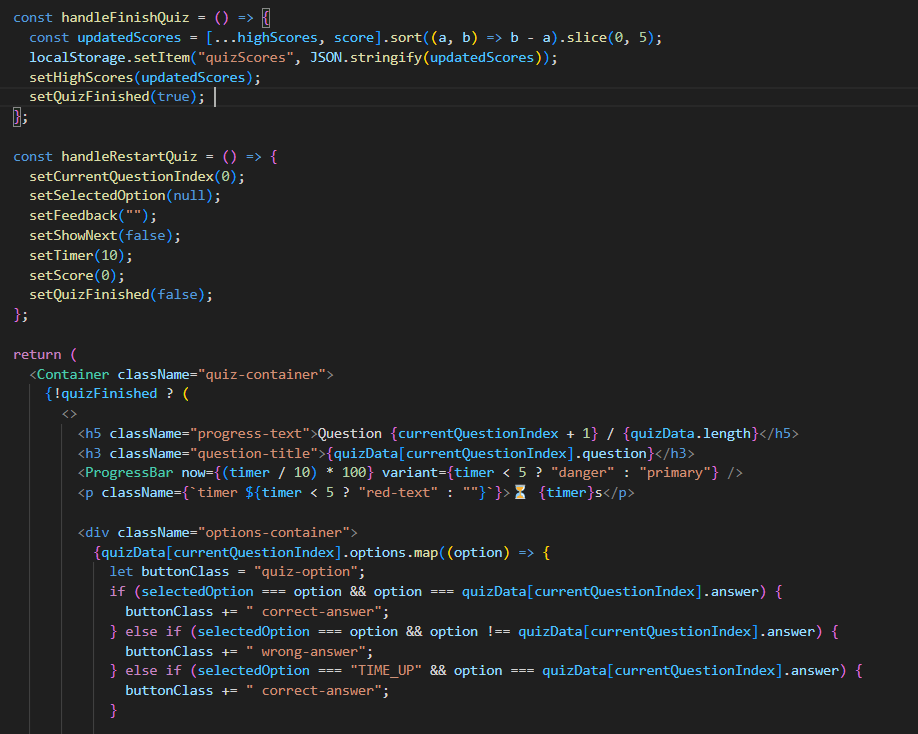 const handleFinishQuiz = () => {
  const updatedScores = [...highScores, score].sort((a, b) => b - a).slice(0, 5);
  localStorage.setItem("quizScores", JSON.stringify(updatedScores));
  setHighScores(updatedScores);
  setQuizFinished(true);
};

const handleRestartQuiz = () => {
  setCurrentQuestionIndex(0);
  setSelectedOption(null);
  setFeedback("");
  setShowNext(false);
  setTimer(10);
  setScore(0);
  setQuizFinished(false);
};

return (
  <Container className="quiz-container">
    {!quizFinished ? (
      <>
        <h5 className="progress-text">Question {currentQuestionIndex + 1} / {quizData.length}</h5>
        <h3 className="question-title">{quizData[currentQuestionIndex].question}</h3>
        <ProgressBar now={(timer / 10) * 100} variant={timer < 5 ? "danger" : "primary"} />
        <p className={`timer ${timer < 5 ? "red-text" : ""}`}>⏳ {timer}s</p>

        <div className="options-container">
          {quizData[currentQuestionIndex].options.map((option) => {
            let buttonClass = "quiz-option";
            if (selectedOption === option && option === quizData[currentQuestionIndex].answer) {
              buttonClass += " correct-answer";
            } else if (selectedOption === option && option !== quizData[currentQuestionIndex].answer) {
              buttonClass += " wrong-answer";
            } else if (selectedOption === "TIME_UP" && option === quizData[currentQuestionIndex].answer) {
              buttonClass += " correct-answer";
            }